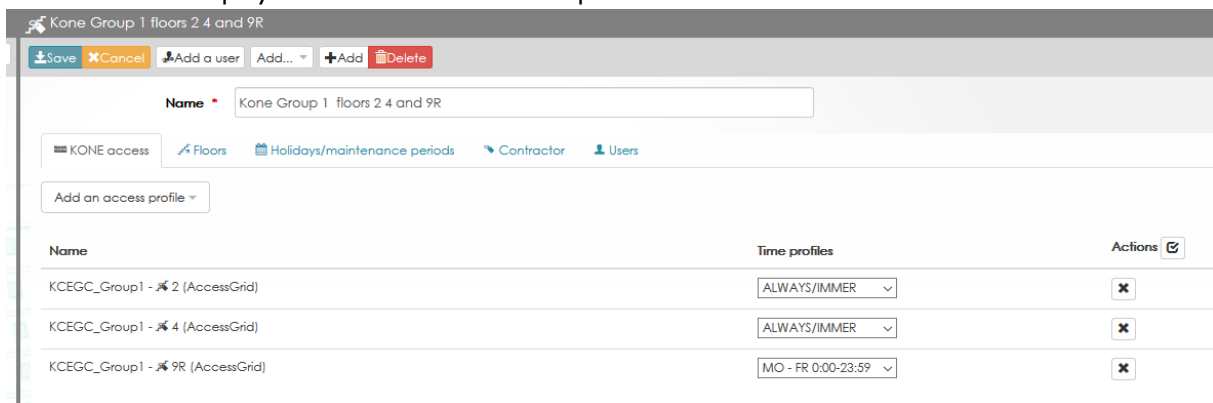 Kone Group 1 floors 2 4 and 9R
Save Cancel Add a user Add... Add Delete
Name * Kone Group 1 floors 2 4 and 9R
KONE access Floors Holidays/maintenance periods Contractor Users
Add an access profile
Name Time profiles Actions
KCEGC_Group1 - 2 (AccessGrid) ALWAYS/IMMER
KCEGC_Group1 - 4 (AccessGrid) ALWAYS/IMMER
KCEGC_Group1 - 9R (AccessGrid) MO - FR 0:00-23:59